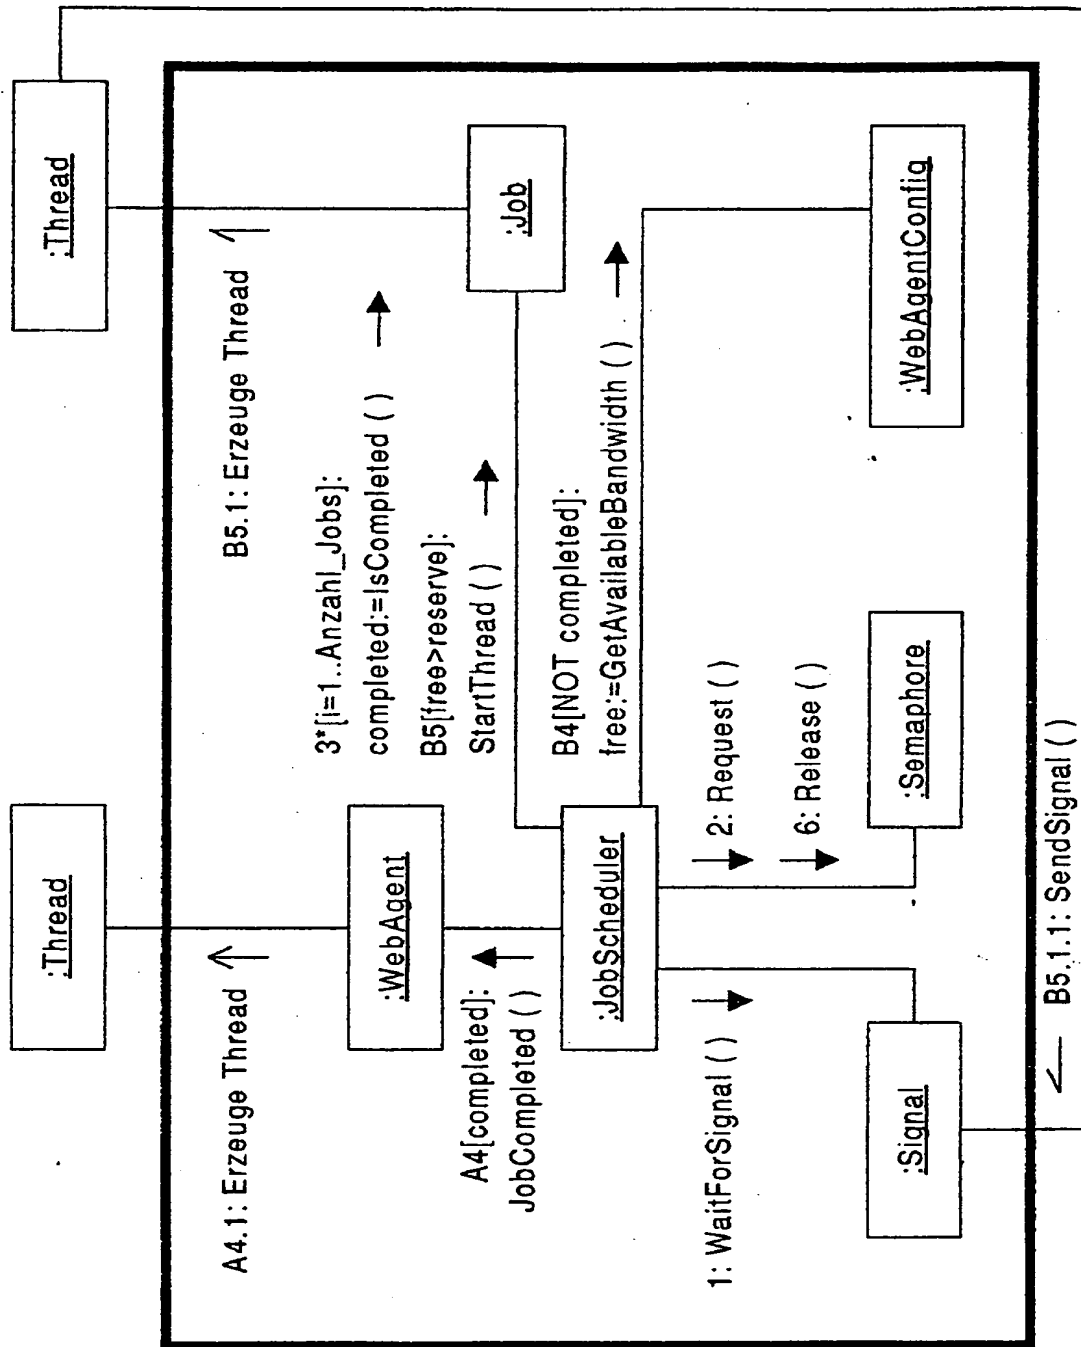 :Thread
:Thread
A4.1: Erzeuge Thread
B5.1: Erzeuge Thread
3*[i=1..Anzahl_Jobs]:
completed:=IsCompleted ( )
:WebAgent
B5[free>reserve]:
StartThread ( )
:Job
A4[completed]:
JobCompleted ( )
B4[NOT completed]:
free:=GetAvailableBandwidth ( )
:JobScheduler
1: WaitForSignal ( )
2: Request ( )
6: Release ( )
:Signal
:Semaphore
:WebAgentConfig
B5.1.1: SendSignal ( )